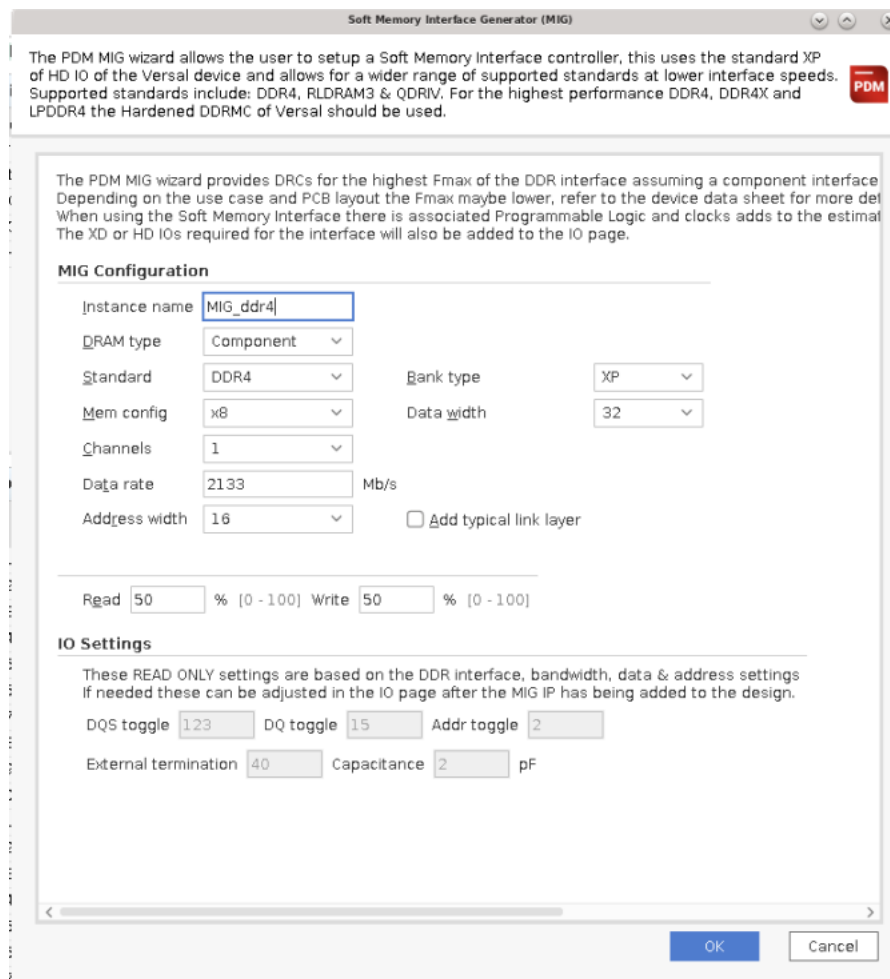 Soft Memory Interface Generator (MIG)
The PDM MIG wizard allows the user to setup a Soft Memory Interface controller, this uses the standard XP
of HD IO of the Versal device and allows for a wider range of supported standards at lower interface speeds.
Supported standards include: DDR4, RLDRAM3 & QDRIV. For the highest performance DDR4, DDR4X and
LPDDR4 the Hardened DDRMC of Versal should be used.
PDM
The PDM MIG wizard provides DRCs for the highest Fmax of the DDR interface assuming a component interface
Depending on the use case and PCB layout the Fmax maybe lower, refer to the device data sheet for more
When using the Soft Memory Interface there is associated Programmable Logic and clocks adds to the
The XD or HD IOs required for the interface will also be added to the IO page.
MIG Configuration
Instance name MIG_ddr4
DRAM type Component
Standard DDR4 Bank type XP
Mem config x8 Data width 32
Channels 1
Data rate 2133 Mb/s
Address width 16 Add typical link layer
Read 50 % [0 - 100] Write 50 % [0 - 100]
IO Settings
These READ ONLY settings are based on the DDR interface, bandwidth, data & address settings
If needed these can be adjusted in the IO page after the MIG IP has being added to the design.
DQS toggle 123 DQ toggle 15 Addr toggle 2
External termination 40 Capacitance 2 pF
OK Cancel